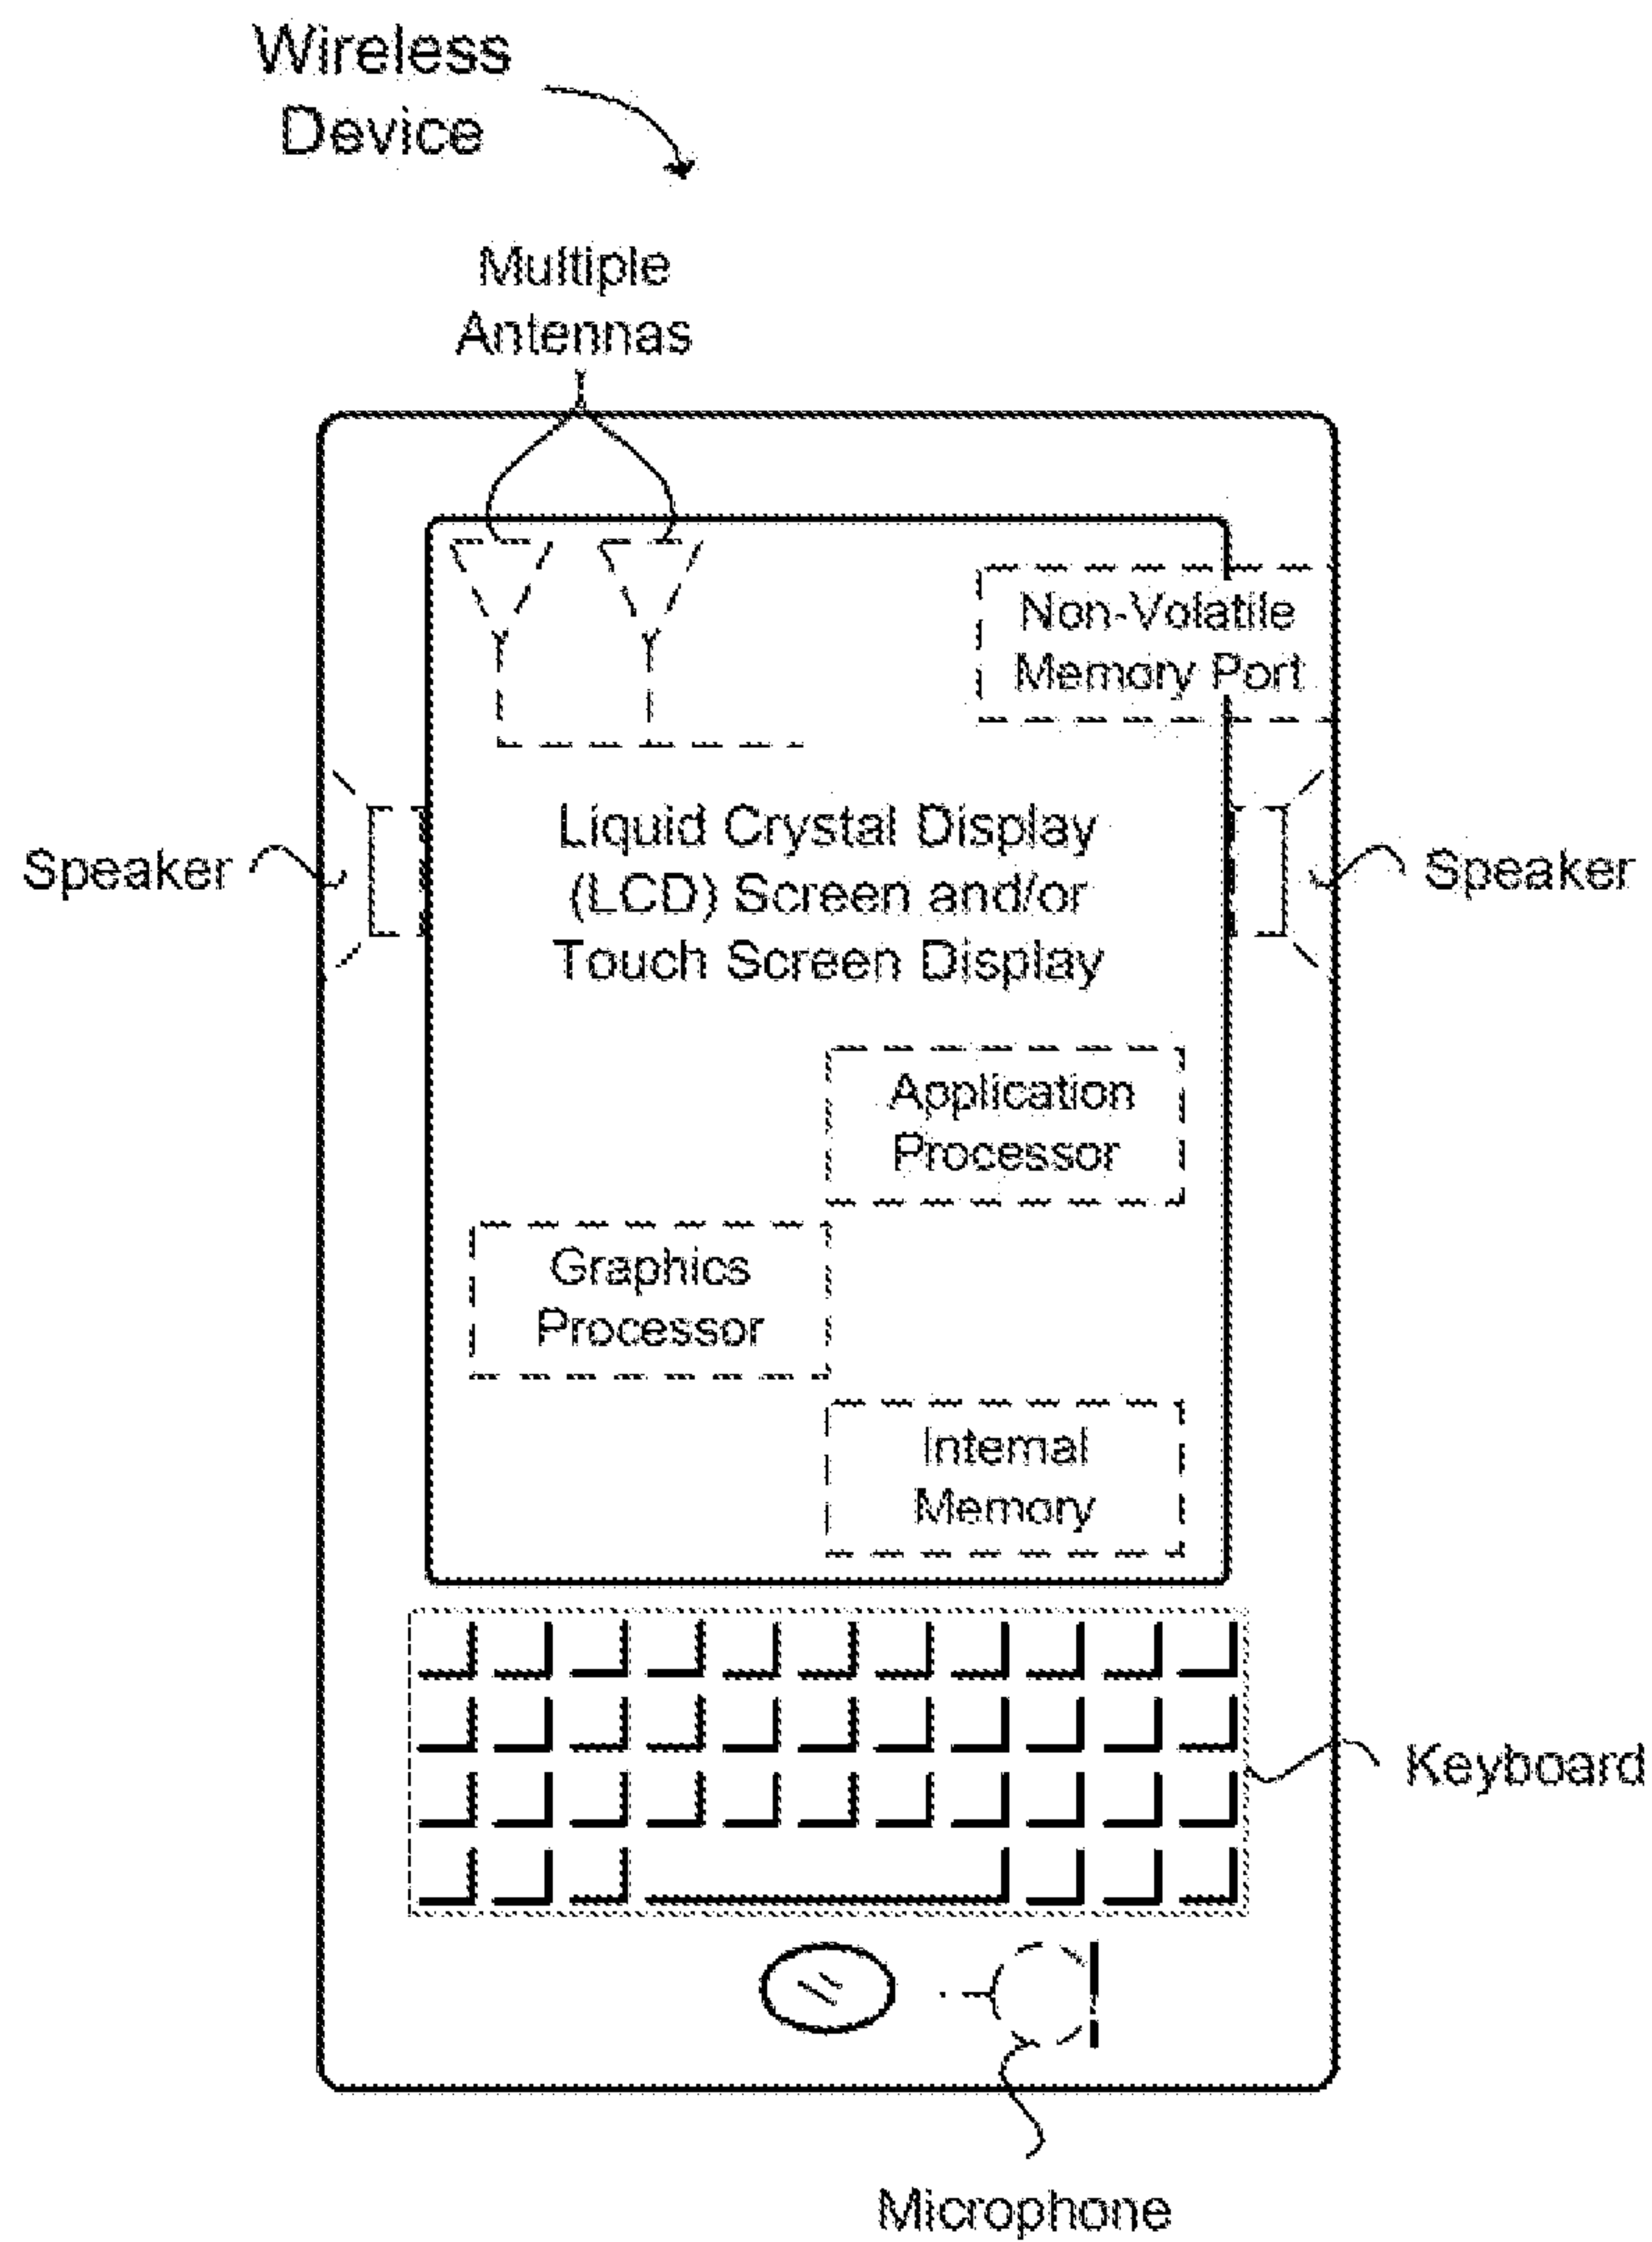 Wireless
Device
Multiple
Antennas
Non-Volatile
Memory Port
Liquid Crystal Display
(LCD) Screen and/or
Touch Screen Display
Speaker
Speaker
Application
Processor
Graphics
Processor
Internal
Memory
Keyboard
Microphone